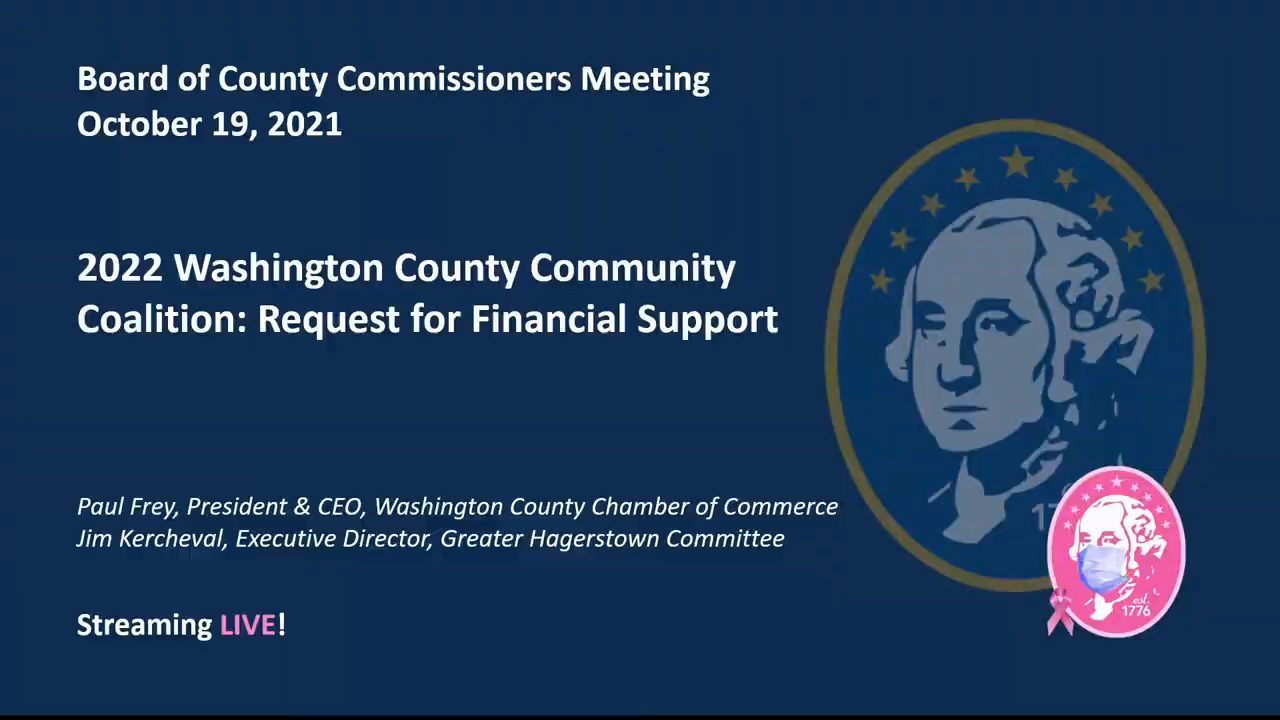 Board of County Commissioners Meeting
October 19, 2021
2022 Washington County Community
Coalition: Request for Financial Support
Paul Frey, President & CEO, Washington County Chamber of Commerce
Jim Kercheval, Executive Director, Greater Hagerstown Committee
Streaming LIVE!
est.
1776